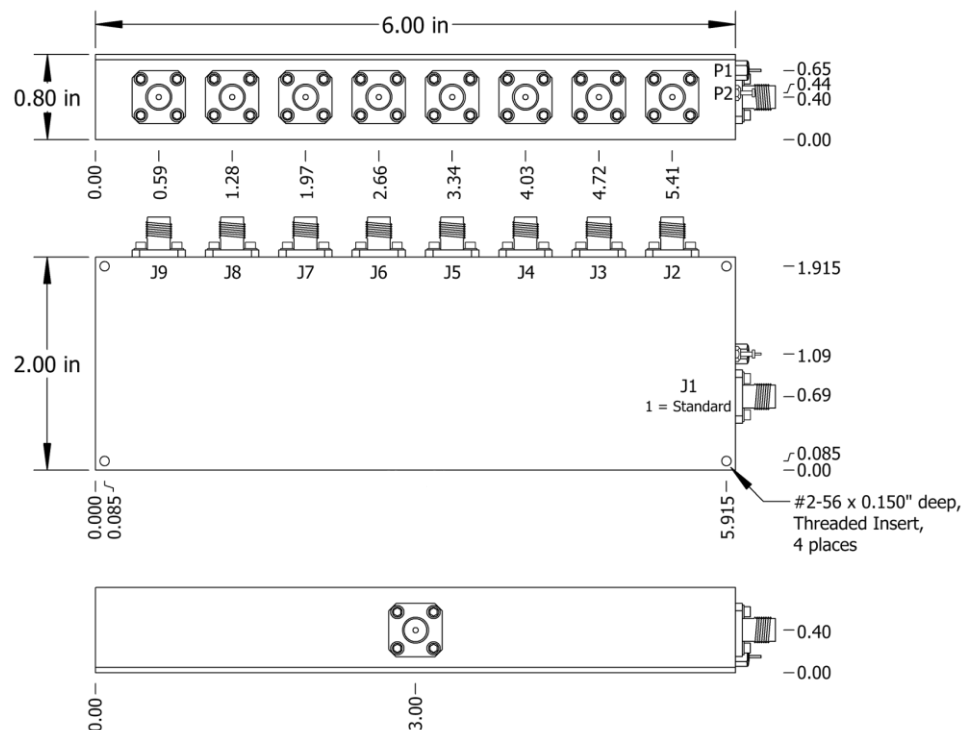 6.00 in
0.80 in
P1
P2
0.65
0.44
0.40
0.00
0.00
0.59
1.28
1.97
2.66
3.34
4.03
4.72
5.41
J9 J8 J7 J6 J5 J4 J3 J2
2.00 in
J1
1 = Standard
1.915
1.09
0.69
0.085
0.00
0.000
0.085
5.915
#2-56 x 0.150" deep,
Threaded Insert,
4 places
0.40
0.00
0.00
3.00